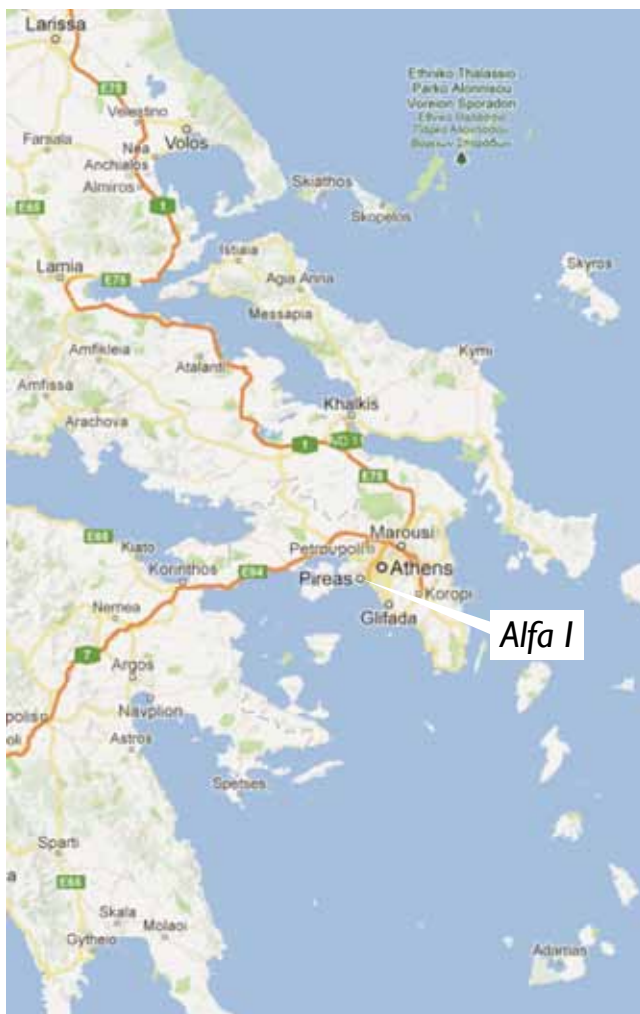 Larissa
E75
Velestino
Volos
Farsala
Nea
Anchialos
Almiros
1
E65
Ethniko Thalassio
Parko Alonnisou
Voreion Sporadon
Skiathos
Skopelos
Skyros
Lamia
E75
Istiaia
Agia Anna
Messapia
Kymi
Amfikleia
Atalanti
Amfissa
Arachova
Khalkis
1
E75
E65
Kiato
Petroupoli
Marousi
Athens
Korinthos
E94
Pireas
Koropi
Nemea
Glifada
Alfa I
7
Argos
Navplion
Astros
Spetses
Sparti
E65
Skala
Molaoi
Gytheio
Adamas